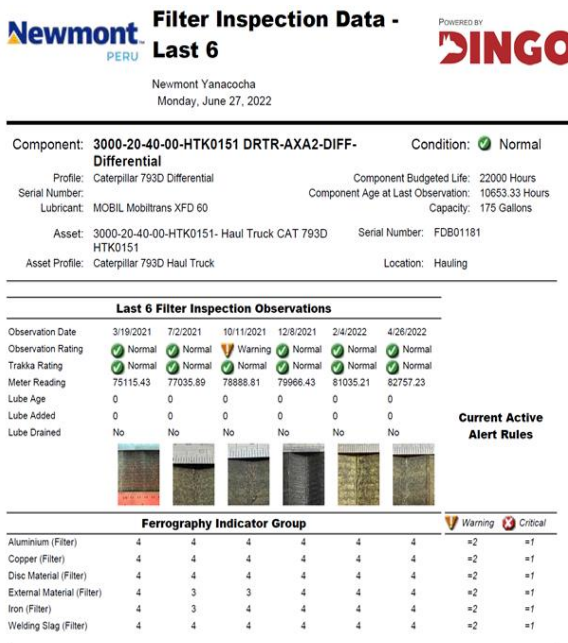 Newmont
PERU
Filter Inspection Data -
Last 6
POWERED BY
DINGO
Newmont Yanacocha
Monday, June 27, 2022
Component: 3000-20-40-00-HTK0151 DRTR-AXA2-DIFF- Condition: Normal
Differential
Profile: Caterpillar 793D Differential Component Budgeted Life: 22000 Hours
Serial Number: Component Age at Last Observation: 10653.33 Hours
Lubricant: MOBIL Mobiltrans XFD 60 Capacity: 175 Gallons
Asset: 3000-20-40-00-HTK0151- Haul Truck CAT 793D Serial Number: FDB01181
HTK0151
Asset Profile: Caterpillar 793D Haul Truck Location: Hauling
Last 6 Filter Inspection Observations
Observation Date 3/19/2021 7/2/2021 10/11/2021 12/8/2021 2/4/2022 4/26/2022
Observation Rating Normal Normal Warning Normal Normal Normal
Trakka Rating Normal Normal Normal Normal Normal Normal
Meter Reading 75115.43 77035.89 78888.81 79966.43 81035.21 82757.23
Lube Age 0 0 0 0 0 0
Lube Added 0 0 0 0 0 0
Lube Drained No No No No No No
Current Active
Alert Rules
Ferrography Indicator Group Warning Critical
Aluminium (Filter) 4 4 4 4 4 4 =2 =1
Copper (Filter) 4 4 4 4 4 4 =2 =1
Disc Material (Filter) 4 4 4 4 4 4 =2 =1
External Material (Filter) 4 3 3 4 4 4 =2 =1
Iron (Filter) 4 3 4 4 4 4 =2 =1
Welding Slag (Filter) 4 4 4 4 4 4 =2 =1